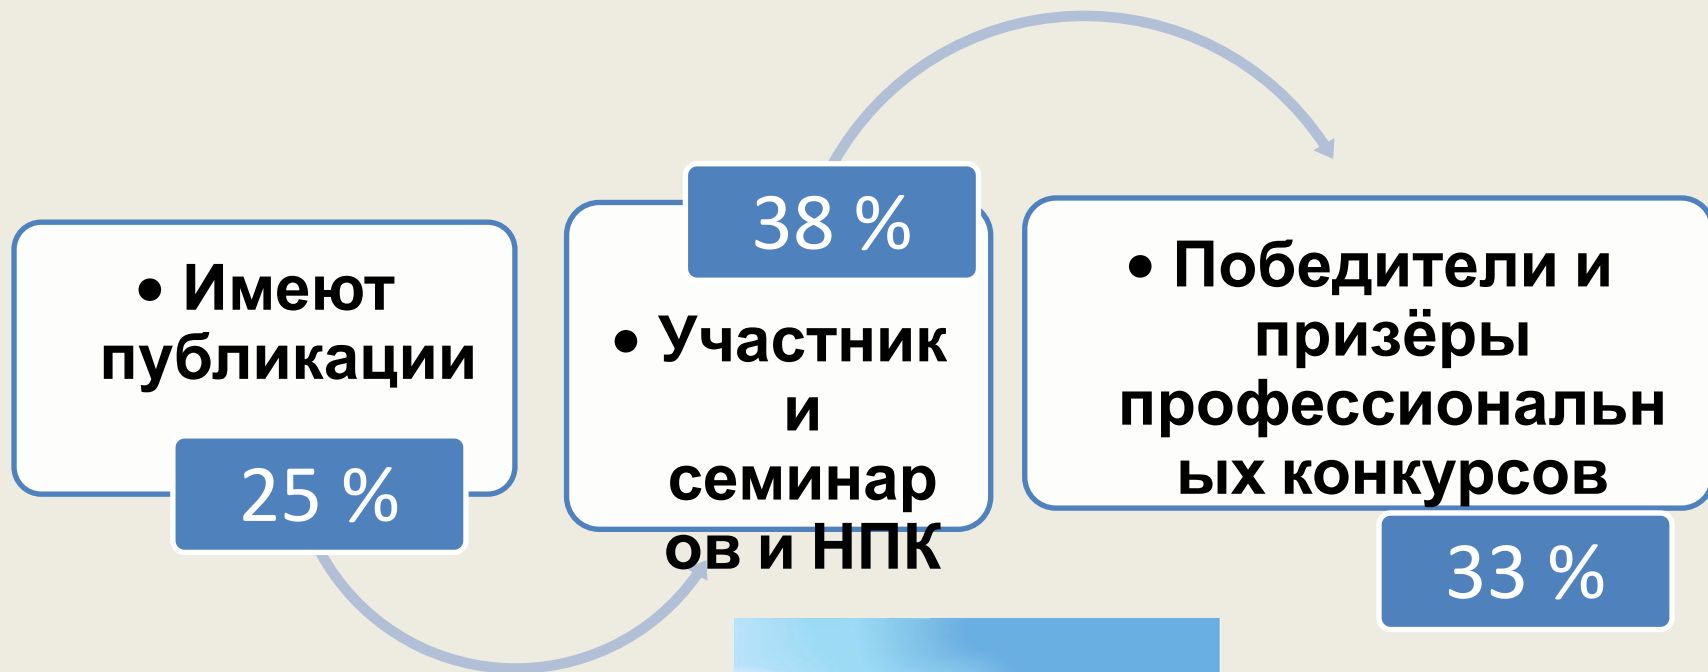 • Имеют
публикации
25 %
38 %
• Участник
и
семинар
ов и НПК
• Победители и
призёры
профессиональн
ых конкурсов
33 %